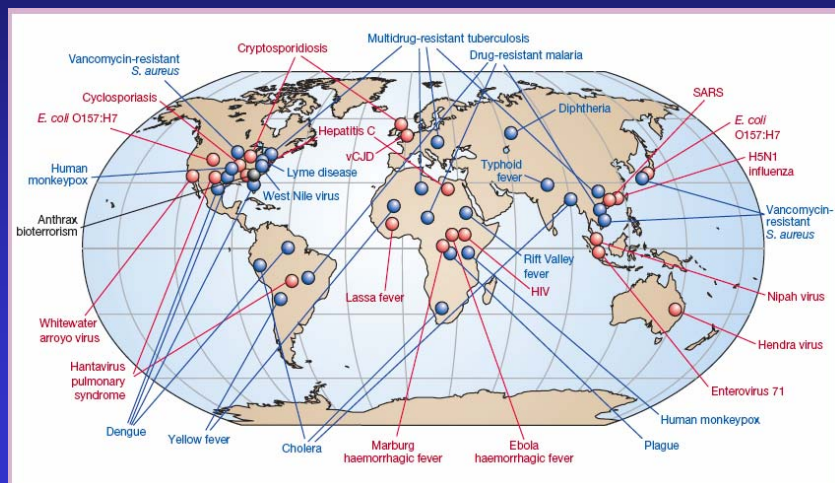 Multidrug-resistant tuberculosis
Cryptosporidiosis
Drug-resistant malaria
Vancomycin-resistant
S. aureus
SARS
Cyclosporiasis
Diphtheria
E. coli
O157:H7
E. coli O157:H7
Hepatitis C
vCJD
H5N1
influenza
Human
monkeypox
Lyme disease
Typhoid
fever
West Nile virus
Anthrax
bioterrorism
Vancomycin-
resistant
S. aureus
Rift Valley
fever
HIV
Lassa fever
Nipah virus
Whitewater
arroyo virus
Hendra virus
Hantavirus
pulmonary
syndrome
Enterovirus 71
Human monkeypox
Dengue
Yellow fever
Cholera
Marburg
haemorrhagic fever
Ebola
haemorrhagic fever
Plague